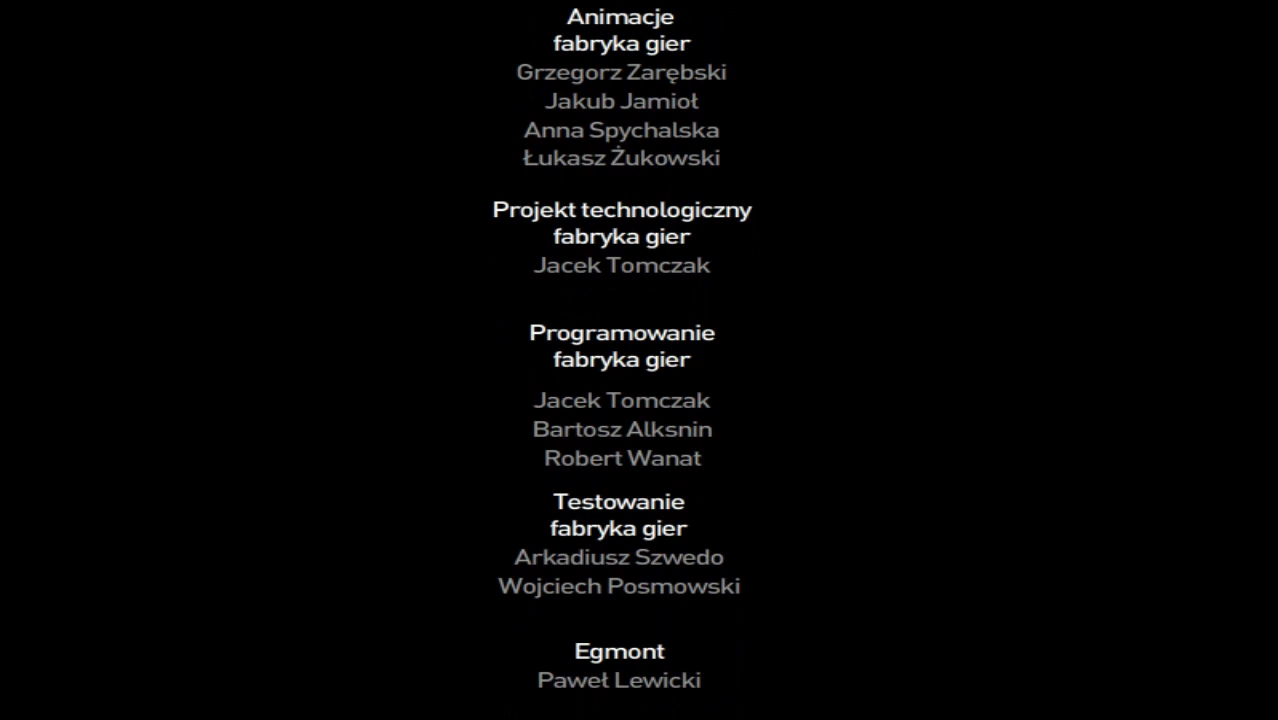 Animacje
fabryka gier
Grzegorz Zarębski
Jakub Jamioł
Anna Spychalska
Łukasz Żukowski
Projekt technologiczny
fabryka gier
Jacek Tomczak
Programowanie
fabryka gier
Jacek Tomczak
Bartosz Alksnin
Robert Wanat
Testowanie
fabryka gier
Arkadiusz Szwedo
Wojciech Posmowski
Egmont
Paweł Lewicki